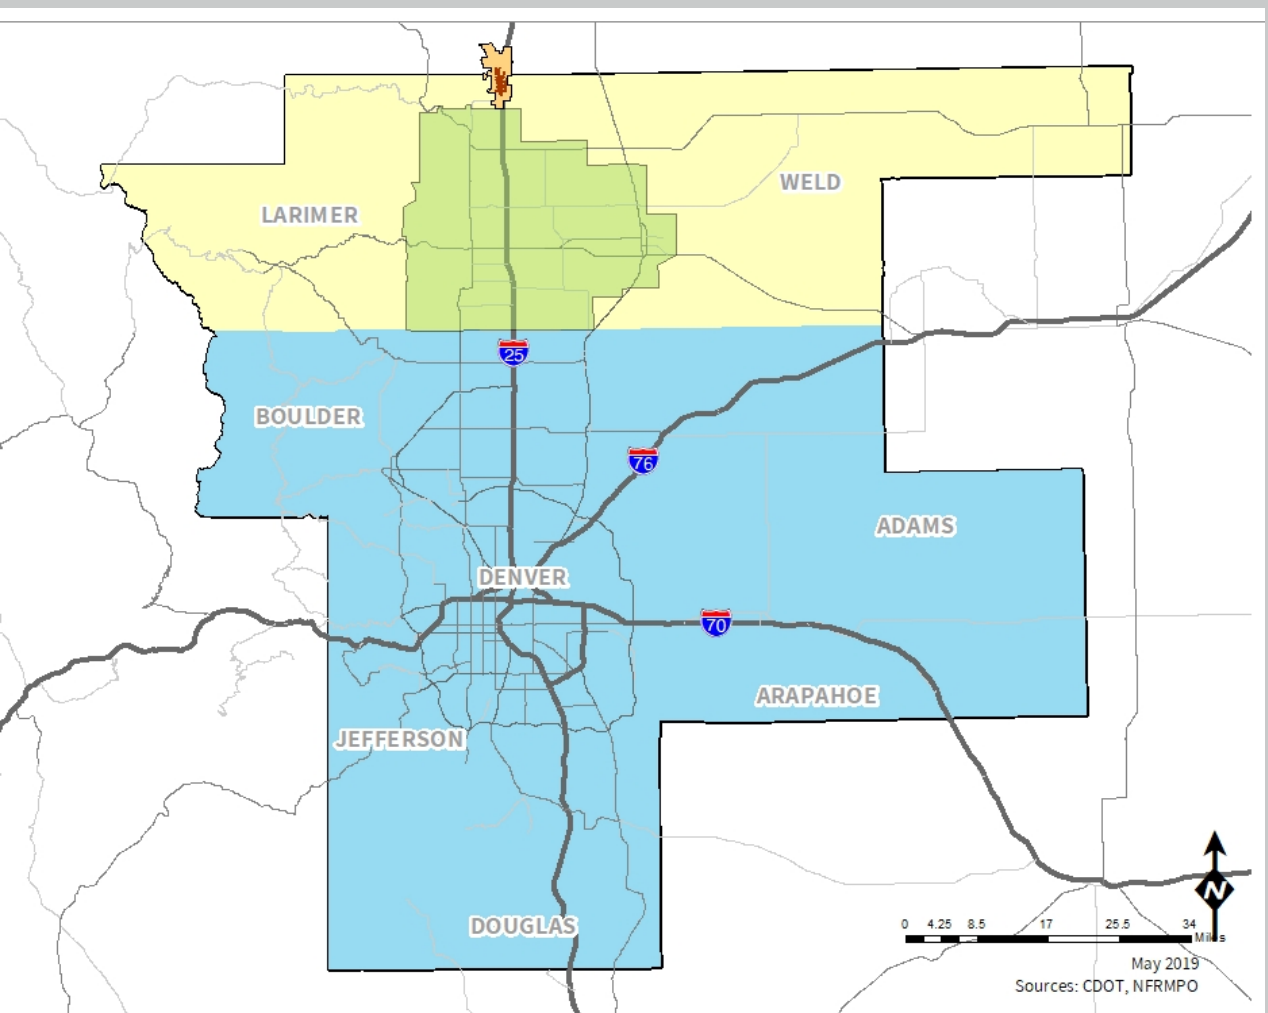 WELD
LARIMER
25
BOULDER
76
ADAMS
DENVER
70
ARAPAHOE
JEFFERSON
N
DOUGLAS
0 4.25 8.5 17 25.5 34
Miles
May 2019
Sources: CDOT, NFRMPO